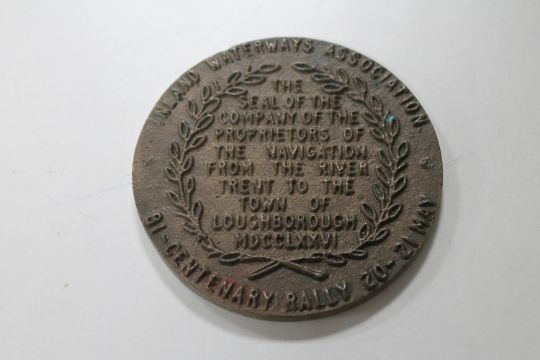 INLAND WATERWAYS ASSOCIATION
THE
SEAL OF THE
COMPANY OF THE
PROPRIETORS OF
THE NAVIGATION
FROM THE RIVER
TRENT TO THE
TOWN OF
LOUGHBOROUGH
MDCCLXXVI
BI-CENTENARY RALLY 20-21 MAY